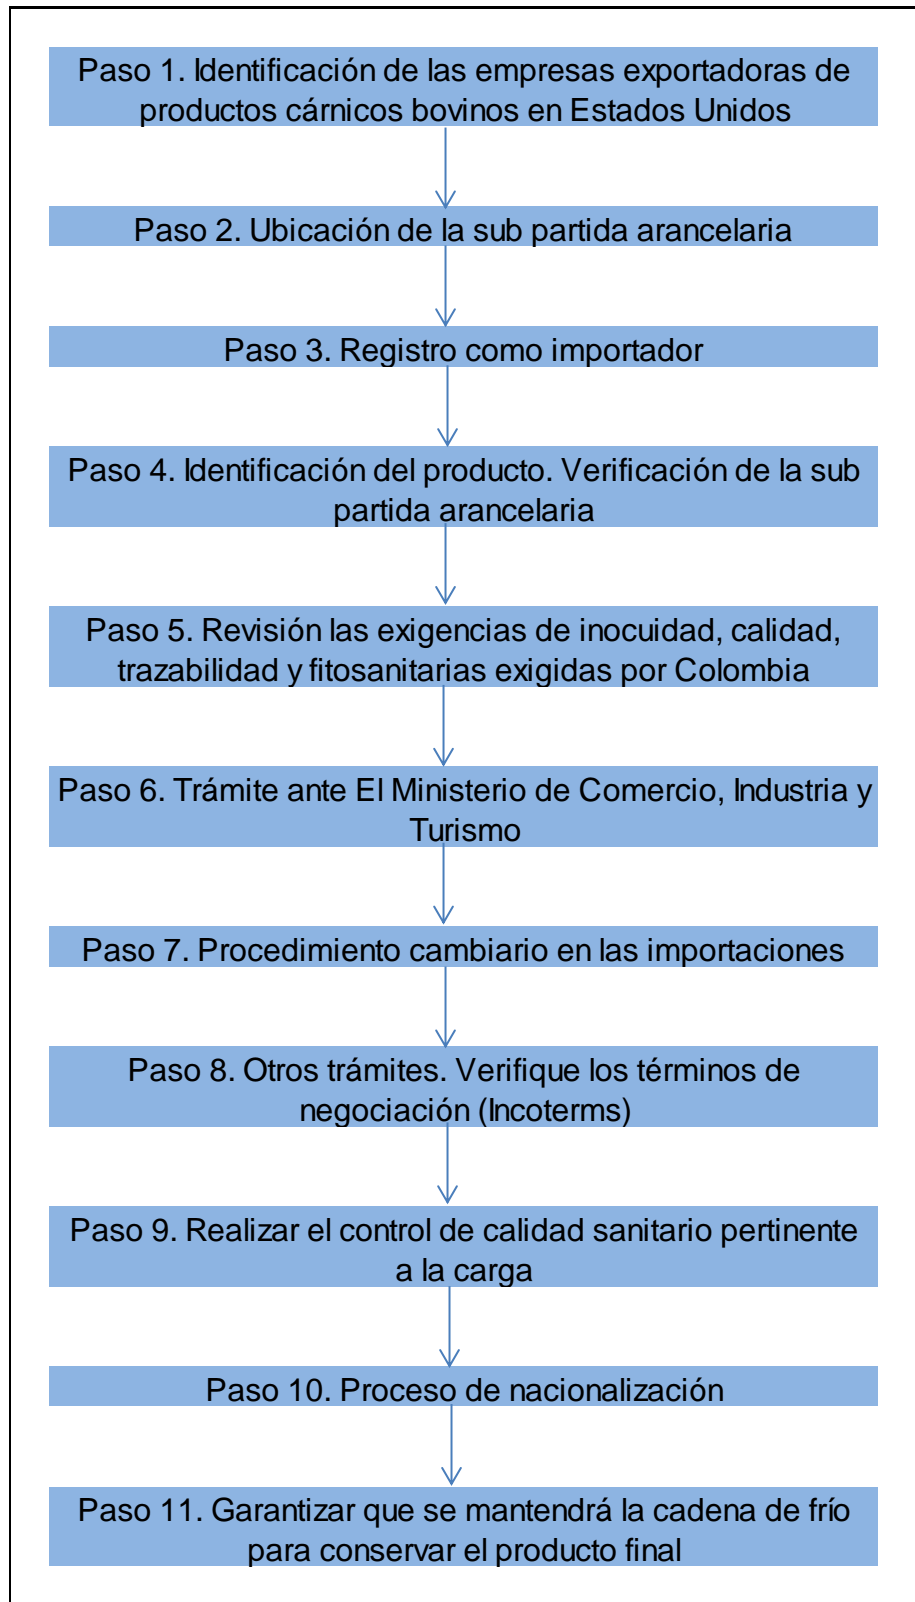 Paso 1. Identificación de las empresas exportadoras de
productos cárnicos bovinos en Estados Unidos
Paso 2. Ubicación de la sub partida arancelaria
Paso 3. Registro como importador
Paso 4. Identificación del producto. Verificación de la sub
partida arancelaria
Paso 5. Revisión las exigencias de inocuidad, calidad,
trazabilidad y fitosanitarias exigidas por Colombia
Paso 6. Trámite ante El Ministerio de Comercio, Industria y
Turismo
Paso 7. Procedimiento cambiario en las importaciones
Paso 8. Otros trámites. Verifique los términos de
negociación (Incoterms)
Paso 9. Realizar el control de calidad sanitario pertinente
a la carga
Paso 10. Proceso de nacionalización
Paso 11. Garantizar que se mantendrá la cadena de frío
para conservar el producto final